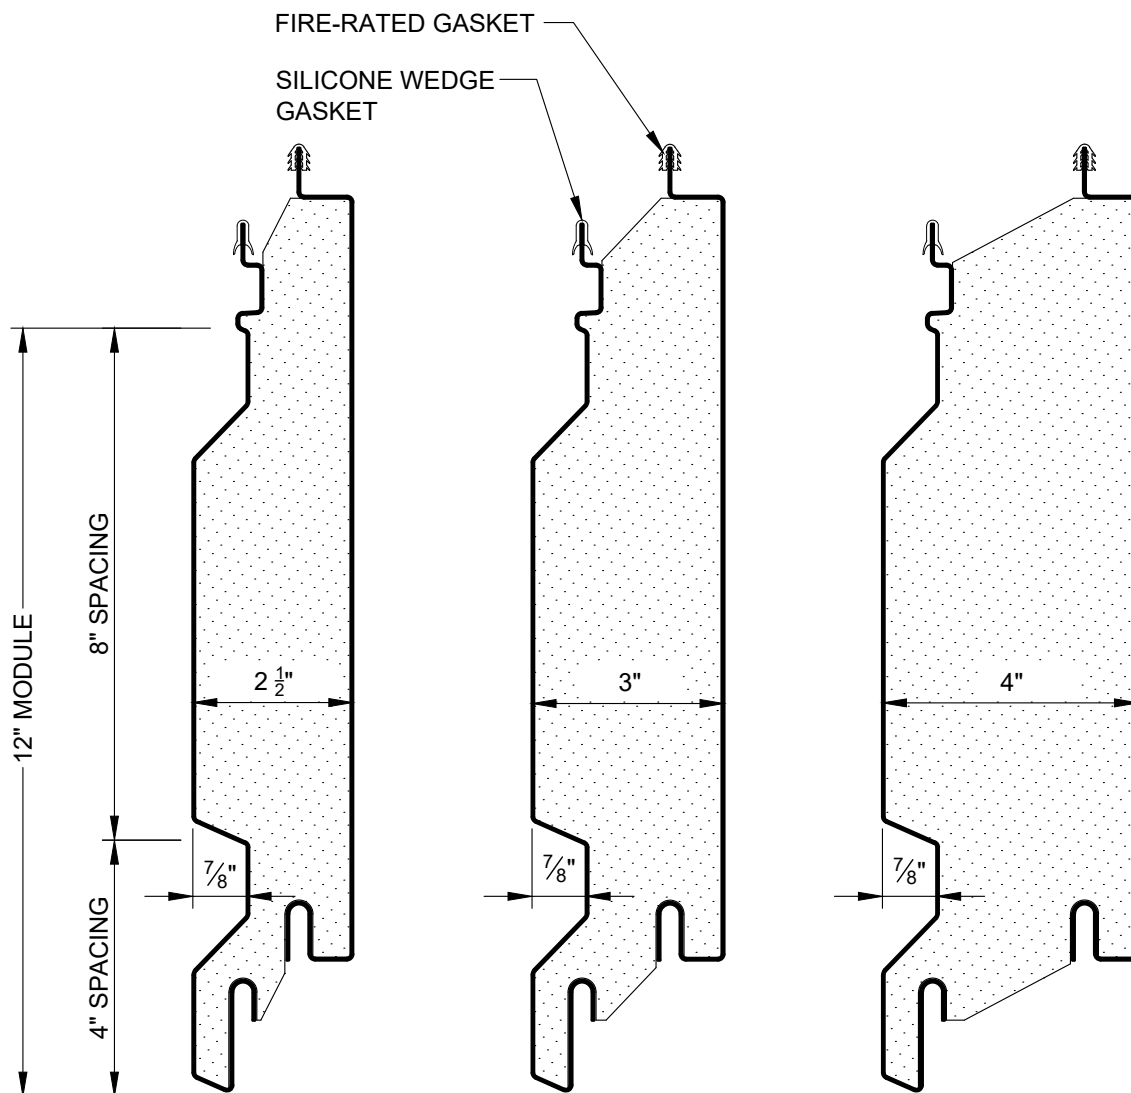 FIRE-RATED GASKET
SILICONE WEDGE
GASKET
12" MODULE
8" SPACING
4" SPACING
2 1/2"
3"
4"
7/8"
7/8"
7/8"